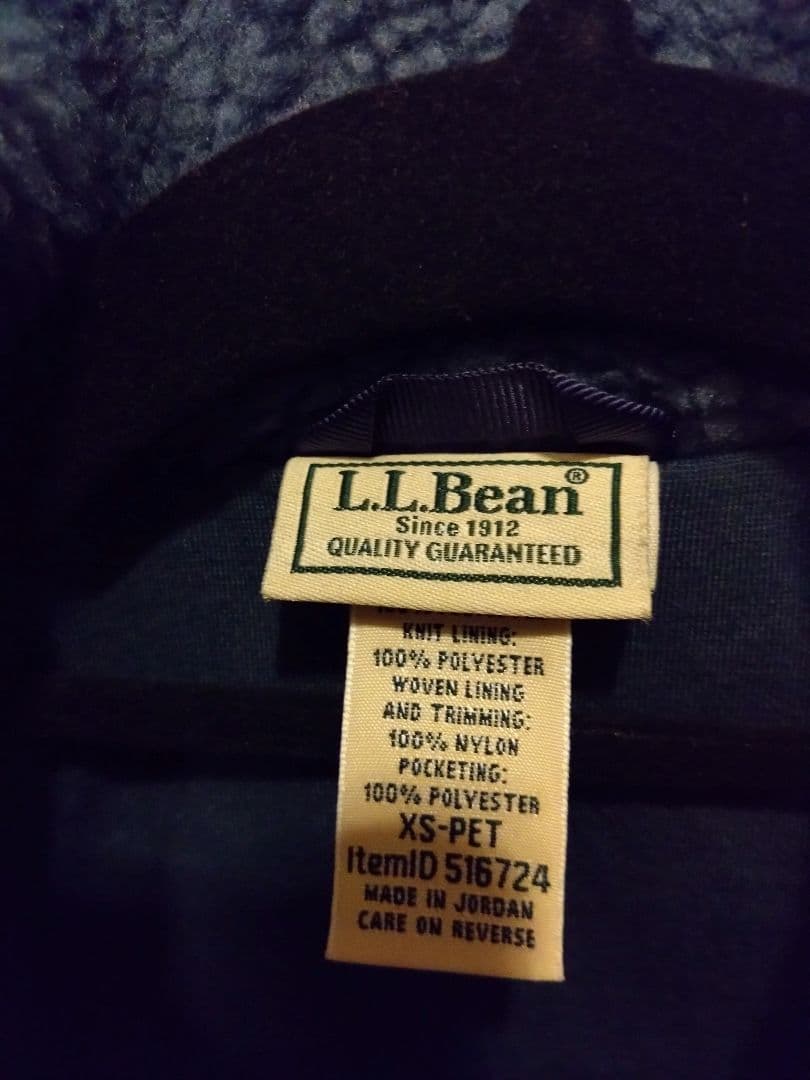 L.L.Bean®
Since 1912
QUALITY GUARANTEED
KNIT LINING:
100% POLYESTER
WOVEN LINING
AND TRIMMING:
100% NYLON
POCKETING:
100% POLYESTER
XS-PET
ItemID 516724
MADE IN JORDAN
CARE ON REVERSE